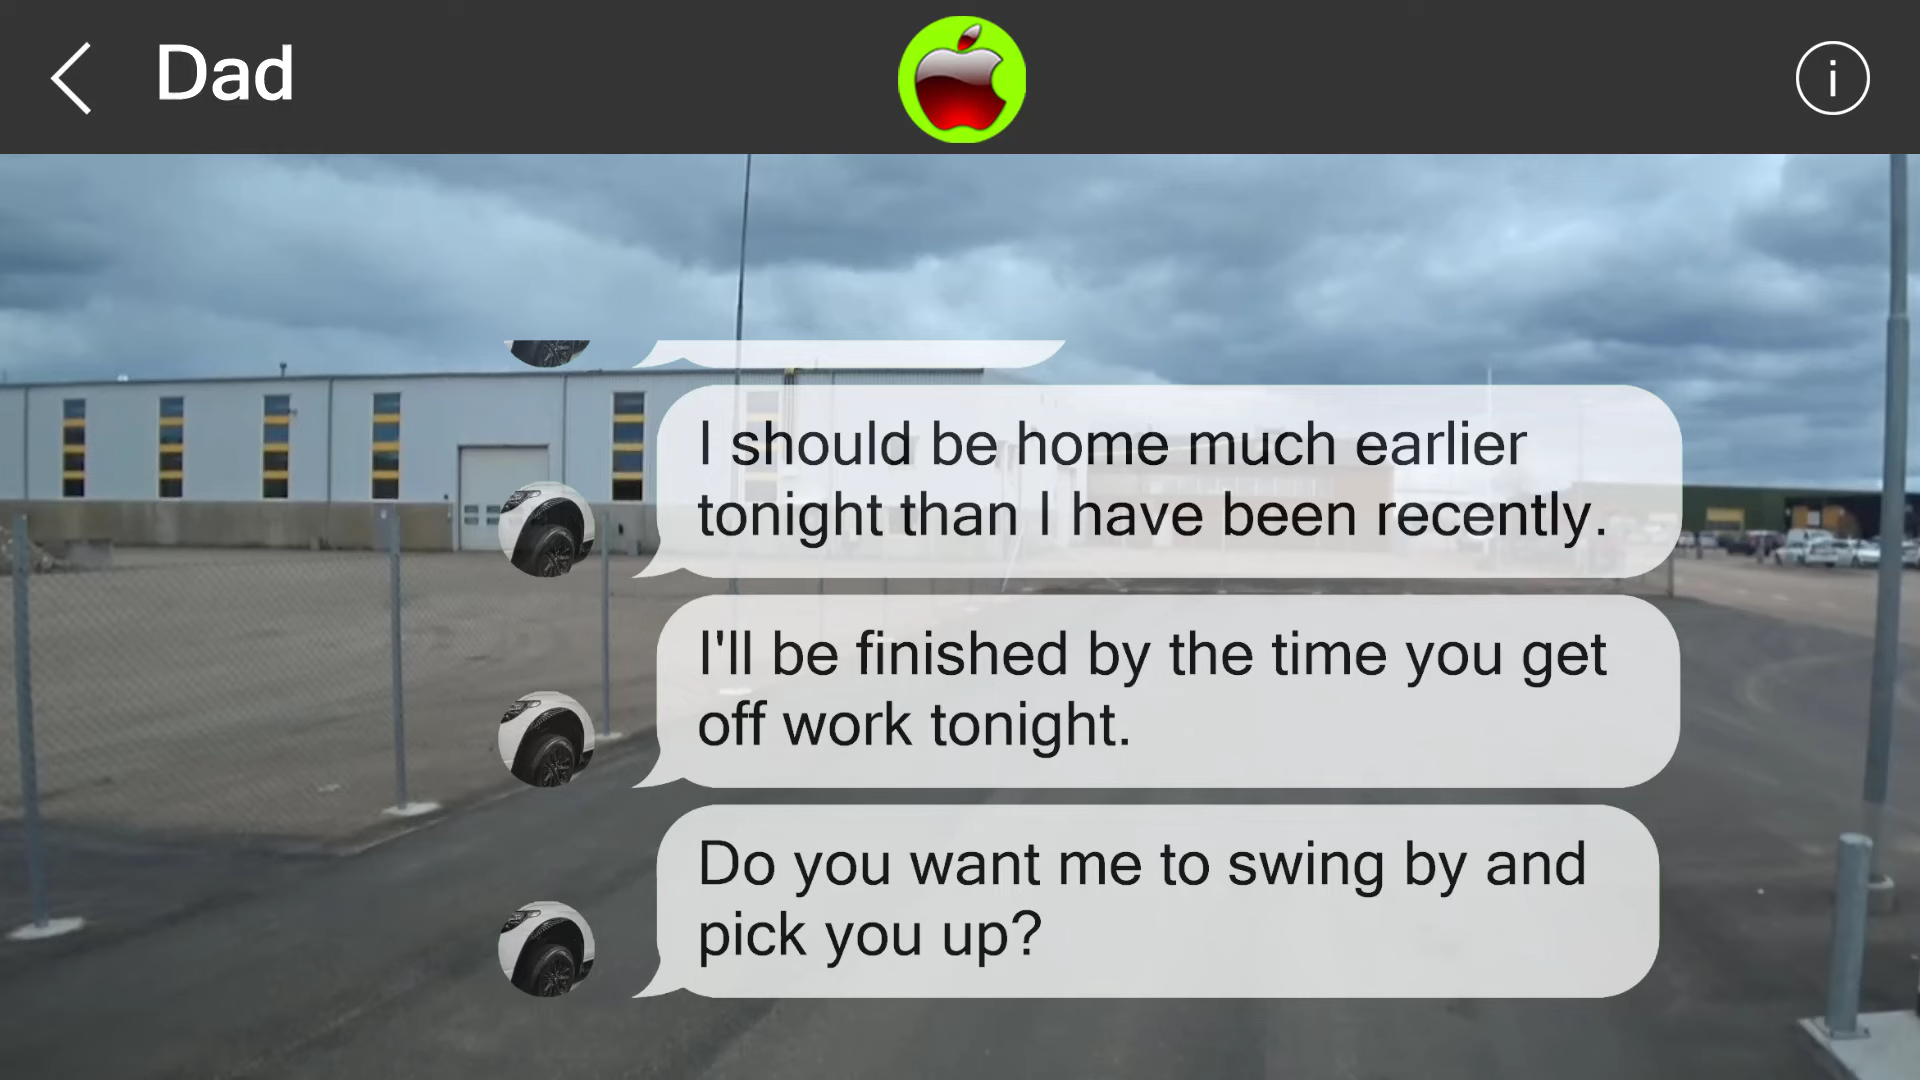 Dad
i
I should be home much earlier
tonight than I have been recently.
I'll be finished by the time you get
off work tonight.
Do you want me to swing by and
pick you up?